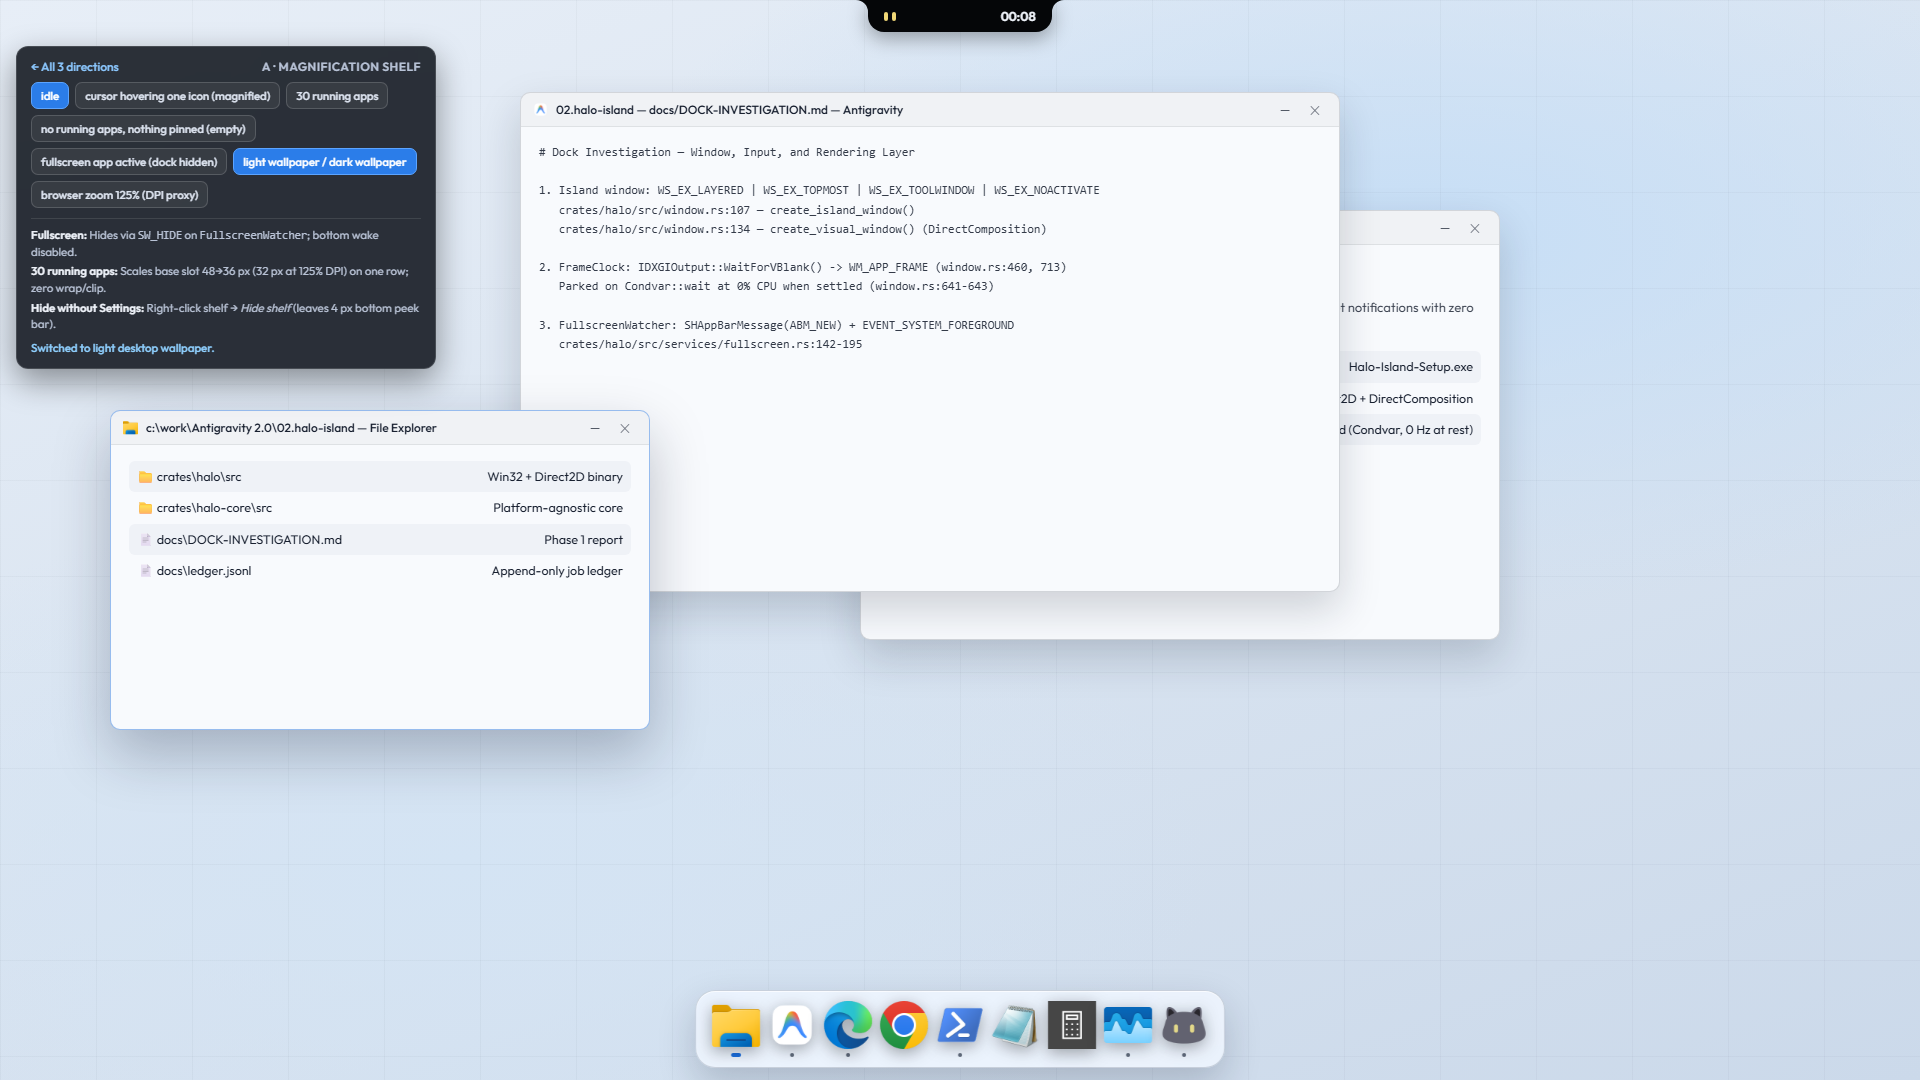 00:08
← All 3 directions
A · MAGNIFICATION SHELF
idle
cursor hovering one icon (magnified)
30 running apps
no running apps, nothing pinned (empty)
fullscreen app active (dock hidden)
light wallpaper / dark wallpaper
browser zoom 125% (DPI proxy)
Fullscreen: Hides via SW_HIDE on FullscreenWatcher; bottom wake
disabled.
30 running apps: Scales base slot 48→36 px (32 px at 125% DPI) on one row;
zero wrap/clip.
Hide without Settings: Right-click shelf → Hide shelf (leaves 4 px bottom peek
bar).
Switched to light desktop wallpaper.
02.halo-island — docs/DOCK-INVESTIGATION.md — Antigravity
# Dock Investigation — Window, Input, and Rendering Layer
1. Island window: WS_EX_LAYERED | WS_EX_TOPMOST | WS_EX_TOOLWINDOW | WS_EX_NOACTIVATE
crates/halo/src/window.rs:107 — create_island_window()
crates/halo/src/window.rs:134 — create_visual_window() (DirectComposition)
2. FrameClock: IDXGIOutput::WaitForVBlank() -> WM_APP_FRAME (window.rs:460, 713)
Parked on Condvar::wait at 0% CPU when settled (window.rs:641-643)
3. FullscreenWatcher: SHAppBarMessage(ABM_NEW) + EVENT_SYSTEM_FOREGROUND
crates/halo/src/services/fullscreen.rs:142-195
t notifications with zero
Halo-Island-Setup.exe
2D + DirectComposition
d (Condvar, 0 Hz at rest)
c:\work\Antigravity 2.0\02.halo-island — File Explorer
crates\halo\src
Win32 + Direct2D binary
crates\halo-core\src
Platform-agnostic core
docs\DOCK-INVESTIGATION.md
Phase 1 report
docs\ledger.jsonl
Append-only job ledger